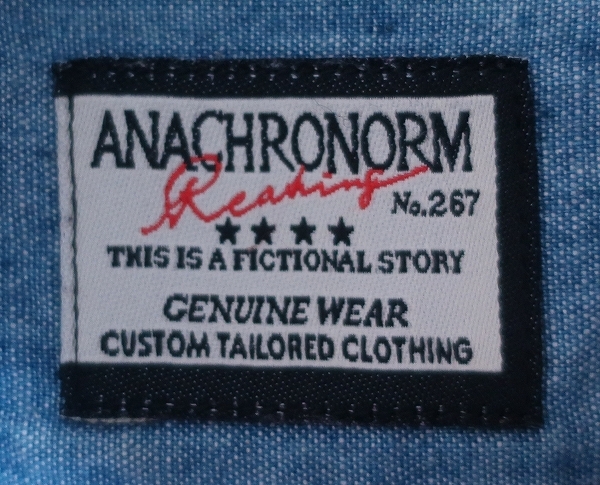 ANACHRONORM
Reading
No.267
★★★★
THIS IS A FICTIONAL STORY
GENUINE WEAR
CUSTOM TAILORED CLOTHING